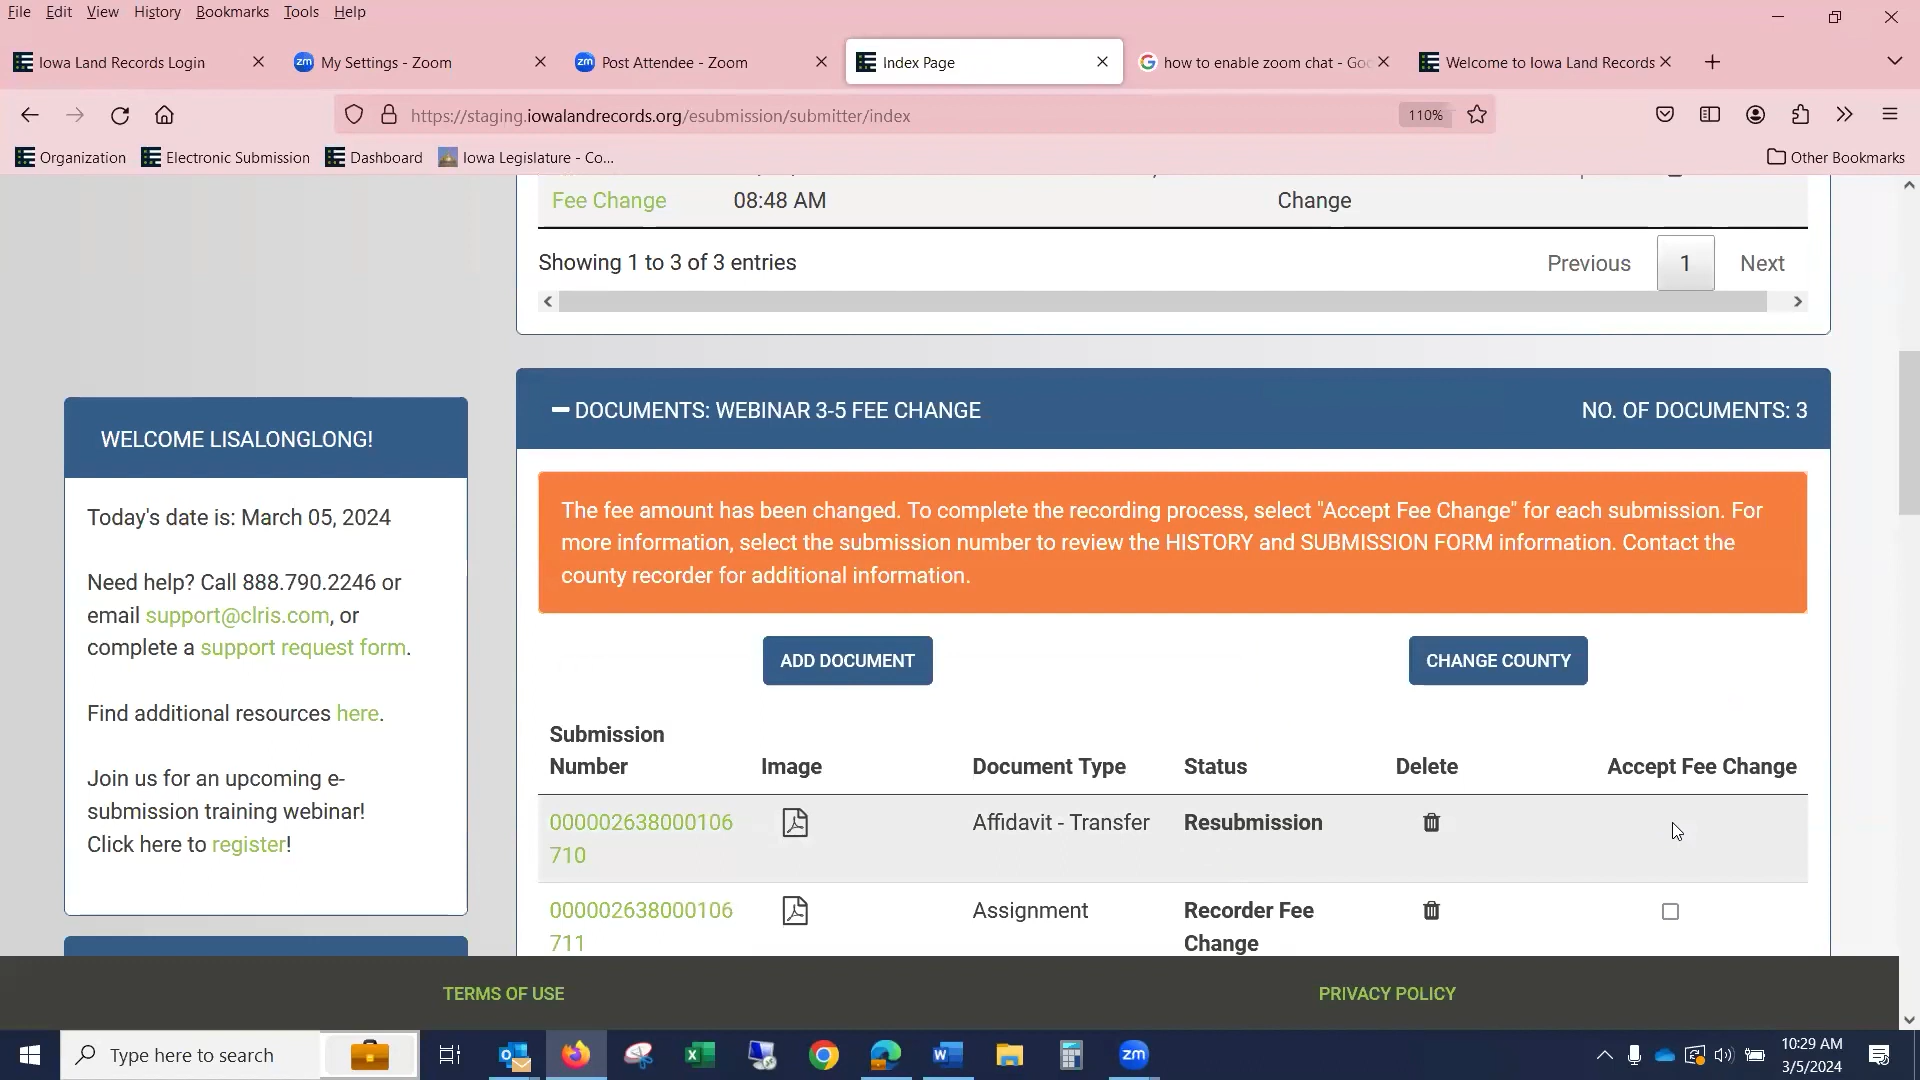 File Edit View History Bookmarks Tools Help
Iowa Land Records Login
My Settings - Zoom
Post Attendee - Zoom
Index Page
how to enable zoom chat - Goo
Welcome to Iowa Land Records
https://staging.iowalandrecords.org/esubmission/submitter/index
110%
Organization
Electronic Submission
Dashboard
Iowa Legislature - Co...
Other Bookmarks
Fee Change 08:48 AM Change
Showing 1 to 3 of 3 entries
Previous 1 Next
WELCOME LISALONGLONG!
Today's date is: March 05, 2024
Need help? Call 888.790.2246 or
email support@clris.com, or
complete a support request form.
Find additional resources here.
Join us for an upcoming e-
submission training webinar!
Click here to register!
DOCUMENTS: WEBINAR 3-5 FEE CHANGE
NO. OF DOCUMENTS: 3
The fee amount has been changed. To complete the recording process, select "Accept Fee Change" for each submission. For
more information, select the submission number to review the HISTORY and SUBMISSION FORM information. Contact the
county recorder for additional information.
ADD DOCUMENT
CHANGE COUNTY
Submission
Number Image Document Type Status Delete Accept Fee Change
000002638000106 Affidavit - Transfer Resubmission
710
000002638000106 Assignment Recorder Fee
711 Change
TERMS OF USE
PRIVACY POLICY
Type here to search
zm
10:29 AM
3/5/2024